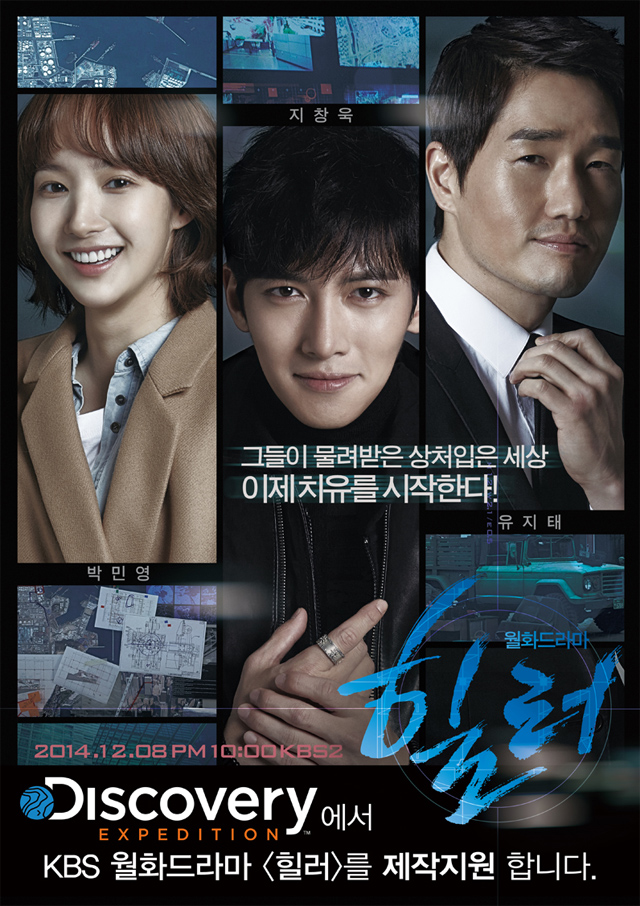 지창욱
그들이 물려받은 상처입은 세상
이제 치유를 시작한다!
유지태
박민영
월화드라마
힐러
2014.12.08 PM 10:00 KBS2
Discovery 에서
EXPEDITION™
KBS 월화드라마 〈힐러〉를 제작지원 합니다.